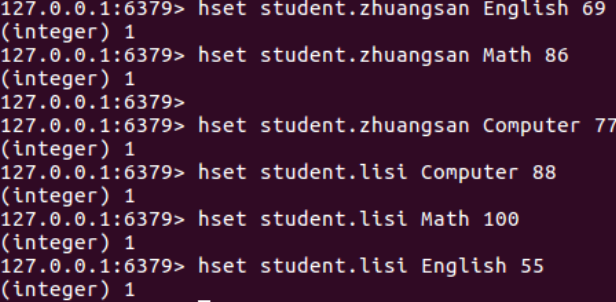 127.0.0.1:6379> hset student.zhuangsan English 69
(integer) 1
127.0.0.1:6379> hset student.zhuangsan Math 86
(integer) 1
127.0.0.1:6379>
127.0.0.1:6379> hset student.zhuangsan Computer 77
(integer) 1
127.0.0.1:6379> hset student.lisi Computer 88
(integer) 1
127.0.0.1:6379> hset student.lisi Math 100
(integer) 1
127.0.0.1:6379> hset student.lisi English 55
(integer) 1